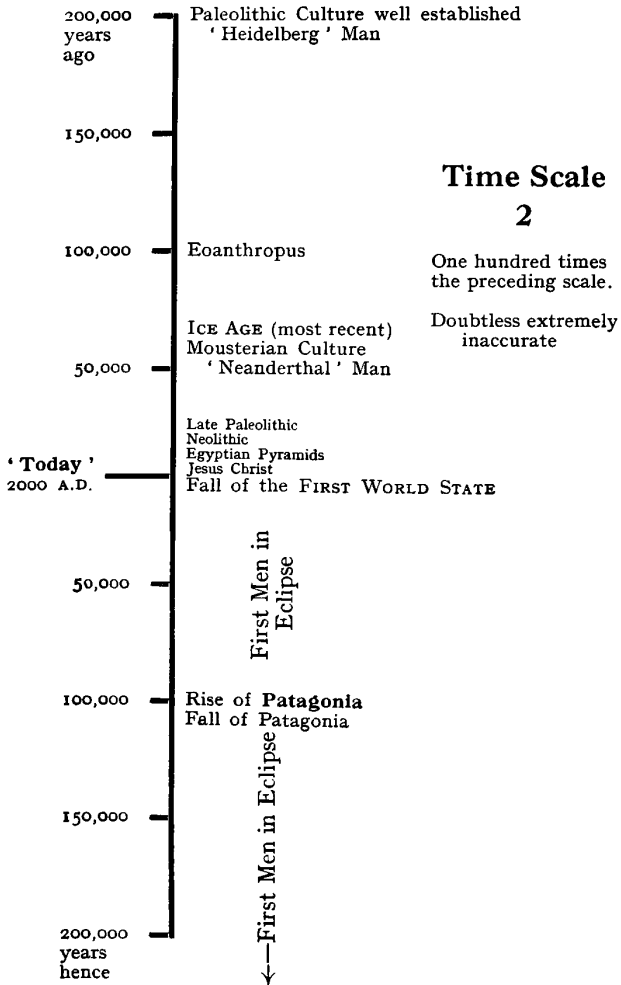 200,000
years
ago
Paleolithic Culture well established
‘ Heidelberg ’ Man
150,000
Time Scale
2
100,000
Eoanthropus
One hundred times
the preceding scale.
Doubtless extremely
inaccurate
ICE AGE (most recent)
Mousterian Culture
50,000
‘ Neanderthal ’ Man
Late Paleolithic
Neolithic
Egyptian Pyramids
‘ Today ’
Jesus Christ
2000 A.D.
Fall of the FIRST WORLD STATE
First Men in
Eclipse
50,000
100,000
Rise of Patagonia
Fall of Patagonia
First Men in Eclipse
150,000
200,000
years
hence